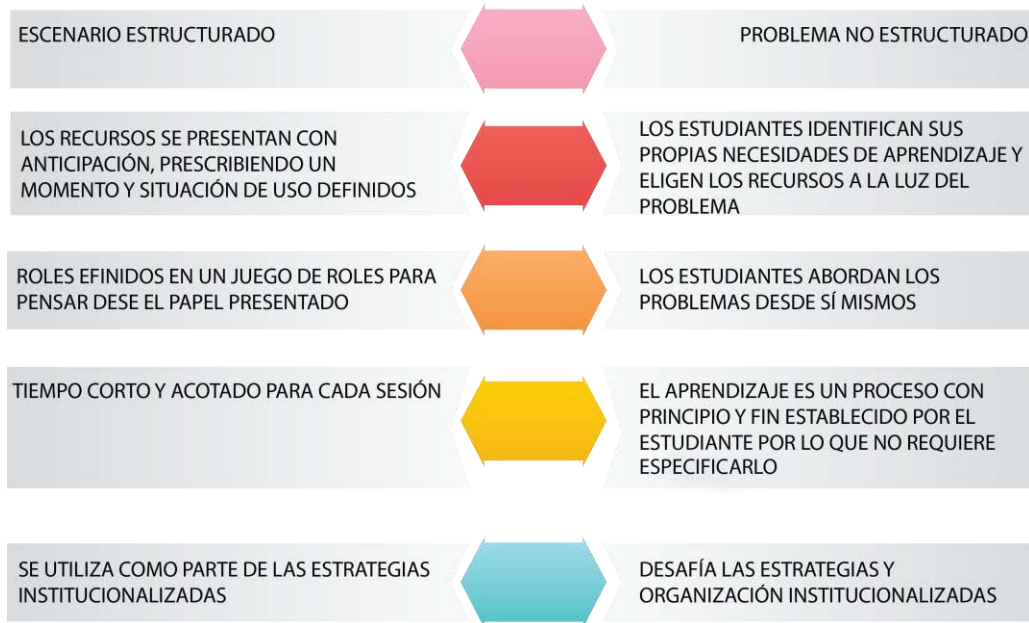 ESCENARIO ESTRUCTURADO
PROBLEMA NO ESTRUCTURADO
LOS RECURSOS SE PRESENTAN CON
ANTICIPACIÓN, PRESCRIBIENDO UN
MOMENTO Y SITUACIÓN DE USO DEFINIDOS
LOS ESTUDIANTES IDENTIFICAN SUS
PROPIAS NECESIDADES DE APRENDIZAJE Y
ELIGEN LOS RECURSOS A LA LUZ DEL
PROBLEMA
ROLES EFINIDOS EN UN JUEGO DE ROLES PARA
PENSAR DESE EL PAPEL PRESENTADO
LOS ESTUDIANTES ABORDAN LOS
PROBLEMAS DESDE SÍ MISMOS
TIEMPO CORTO Y ACOTADO PARA CADA SESIÓN
EL APRENDIZAJE ES UN PROCESO CON
PRINCIPIO Y FIN ESTABLECIDO POR EL
ESTUDIANTE POR LO QUE NO REQUIERE
ESPECIFICARLO
SE UTILIZA COMO PARTE DE LAS ESTRATEGIAS
INSTITUCIONALIZADAS
DESAFÍA LAS ESTRATEGIAS Y
ORGANIZACIÓN INSTITUCIONALIZADAS